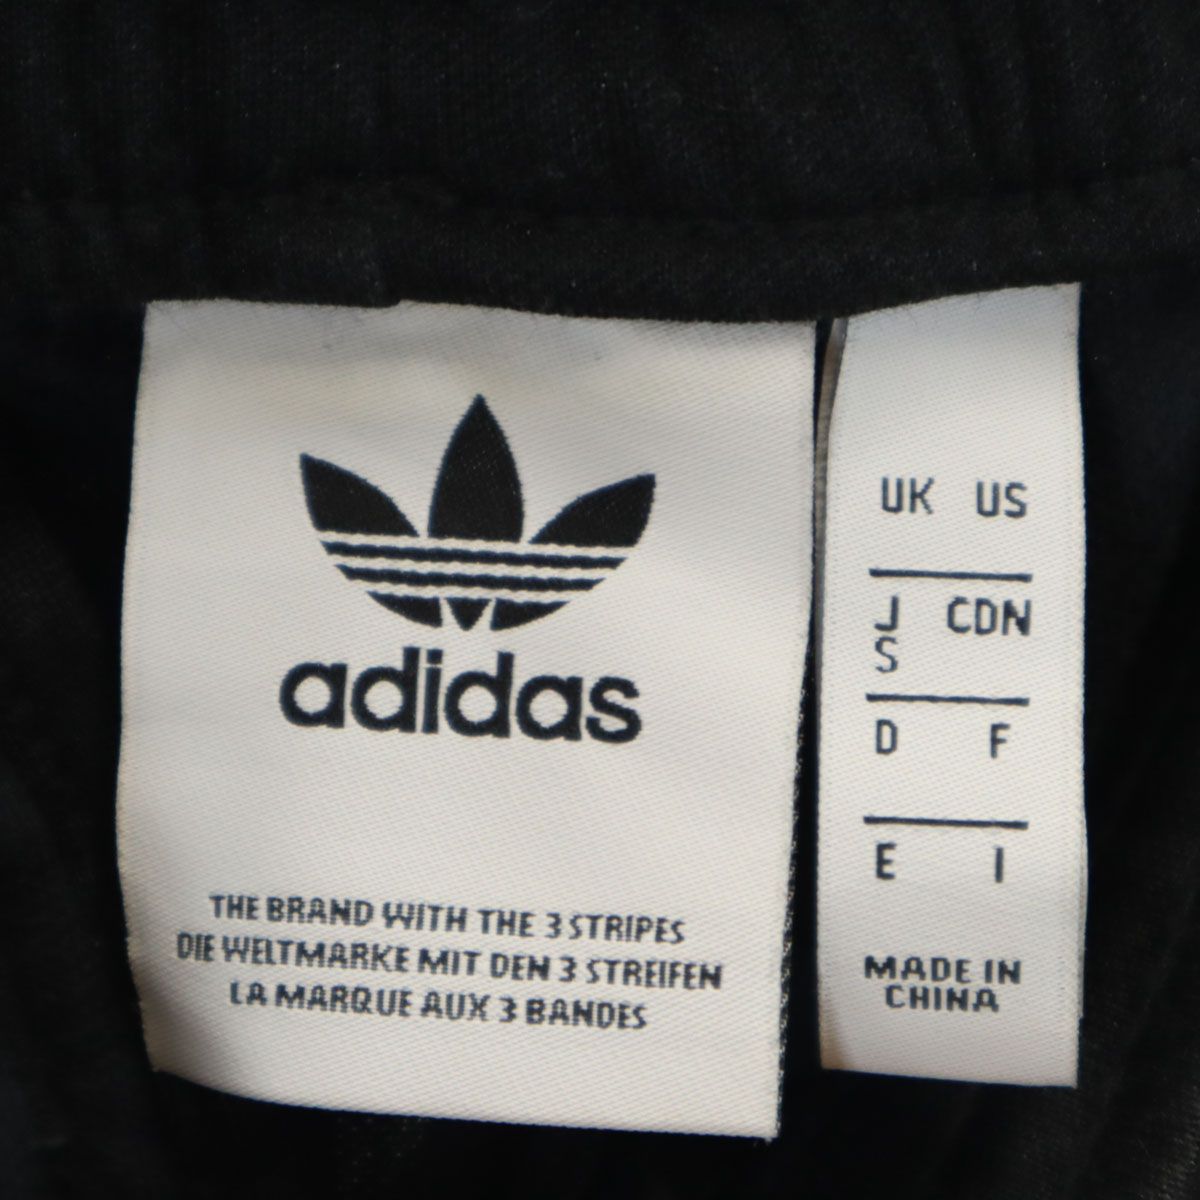 adidas
THE BRAND WITH THE 3 STRIPES
DIE WELTMARKE MIT DEN 3 STREIFEN
LA MARQUE AUX 3 BANDES
UK US
J CDN
S
D F
E I
MADE IN
CHINA